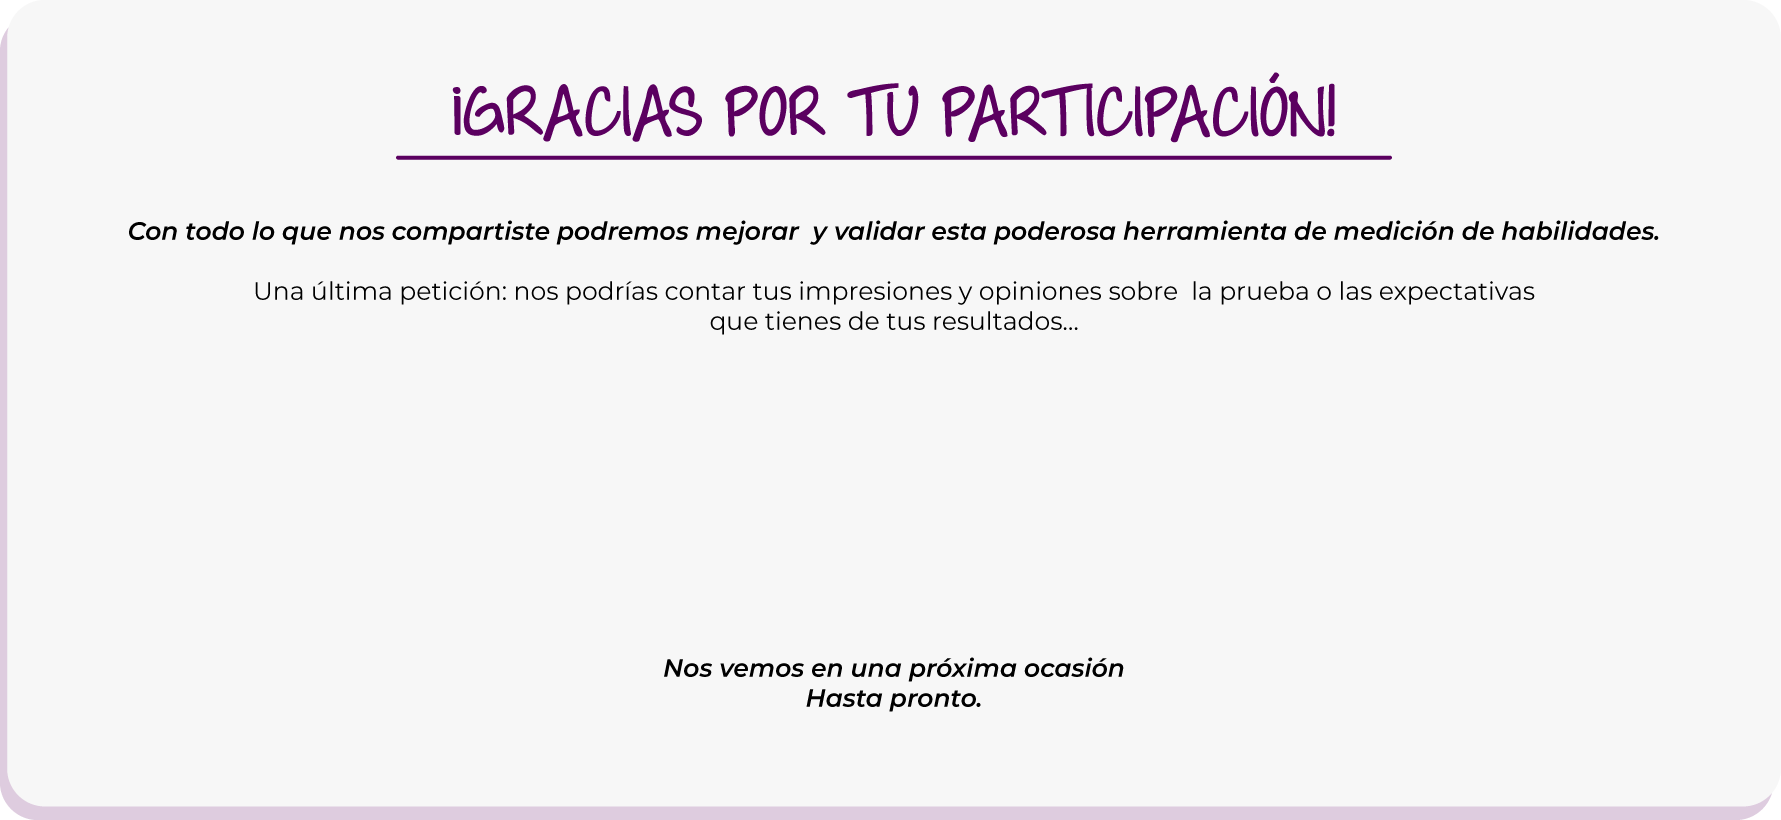 ¡GRACIAS POR TU PARTICIPACIÓN!
Con todo lo que nos compartiste podremos mejorar  y validar esta poderosa herramienta de medición de habilidades.
Una última petición: nos podrías contar tus impresiones y opiniones sobre  la prueba o las expectativas
que tienes de tus resultados...
Nos vemos en una próxima ocasión
Hasta pronto.